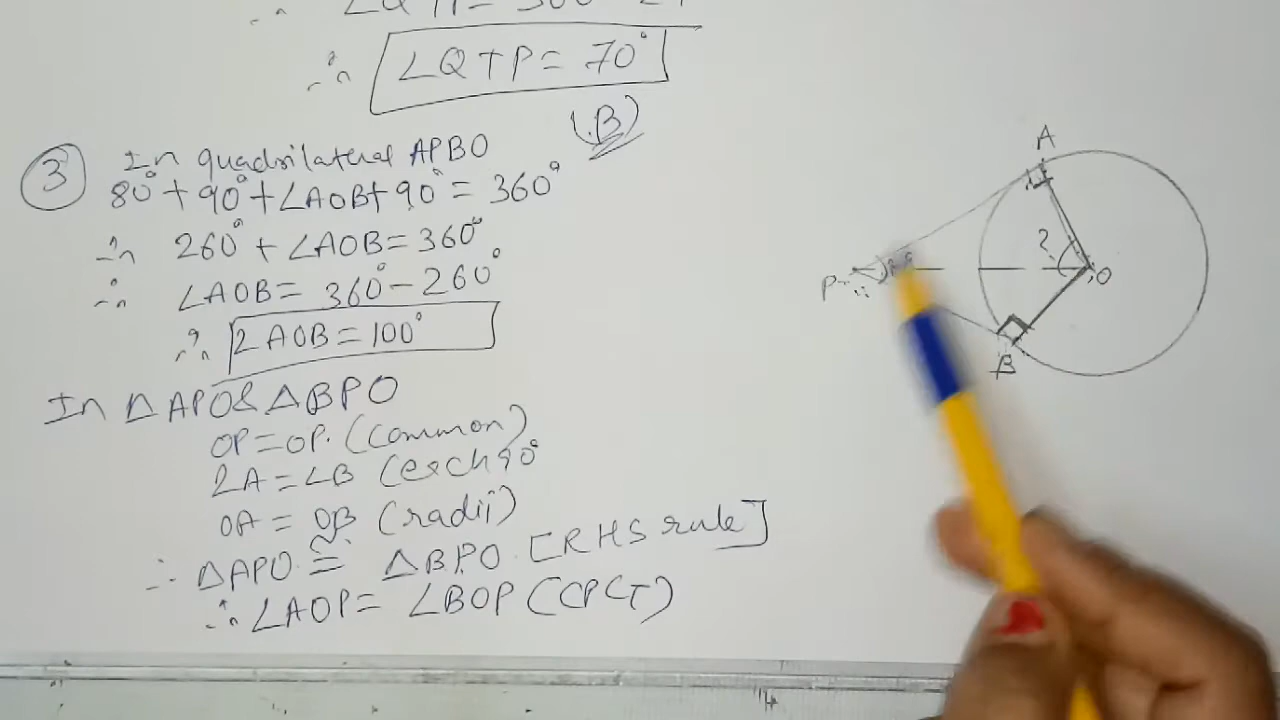 ∴ ∠QTP = 70°
(B)
③ In quadrilateral APBO
80° + 90° + ∠AOB + 90° = 360°
∴ 260° + ∠AOB = 360°
∴ ∠AOB = 360° - 260°
∴ ∠AOB = 100°
In △APO & △BPO
OP = OP (common)
∠A = ∠B (each 90°
OA = OB (radii)
∴ △APO ≅ △BPO [RHS rule]
∴ ∠AOP = ∠BOP (CPCT)
A
?
P
O
B
14